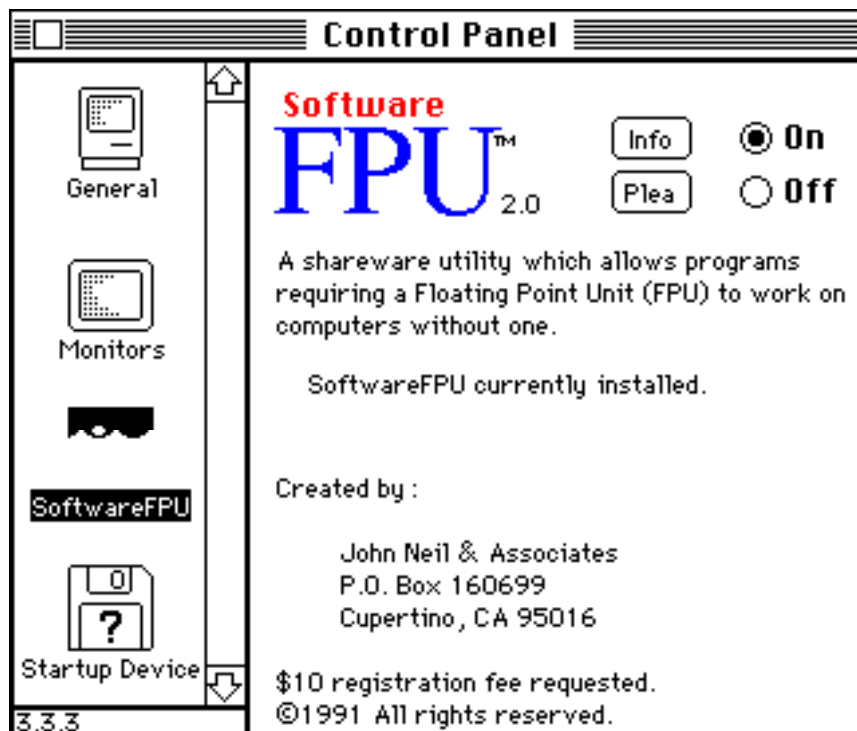 Control Panel
General
Monitors
SoftwareFPU
Startup Device
3.3.3
Software
FPU™ 2.0
Info
On
Plea
Off
A shareware utility which allows programs
requiring a Floating Point Unit (FPU) to work on
computers without one.
SoftwareFPU currently installed.
Created by :
John Neil & Associates
P.O. Box 160699
Cupertino, CA 95016
$10 registration fee requested.
©1991 All rights reserved.